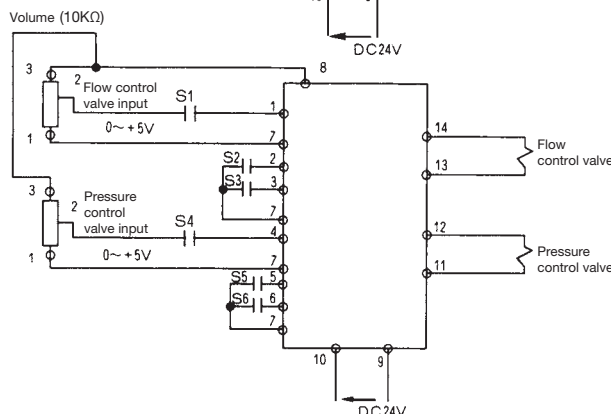 DC24V
Volume (10KΩ)
8
3
2
Flow control
valve input
S1
1
0~+5V
1
7
14
Flow
control valve
13
S2
2
S3
3
7
3
2
Pressure
control
valve input
S4
4
0~+5V
1
7
12
Pressure
control valve
11
S5
5
S6
6
7
10
9
DC24V